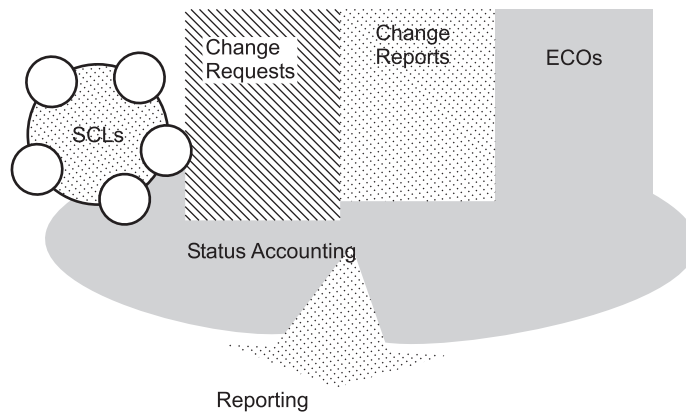 Change
Requests
Change
Reports
ECOs
SCLs
Status Accounting
Reporting